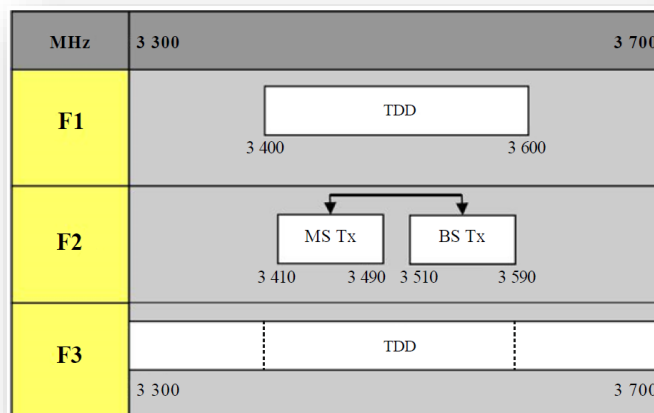 MHz 3 300 3 700
F1 TDD
3 400 3 600
F2 MS Tx BS Tx
3 410 3 490 3 510 3 590
F3 TDD
3 300 3 700